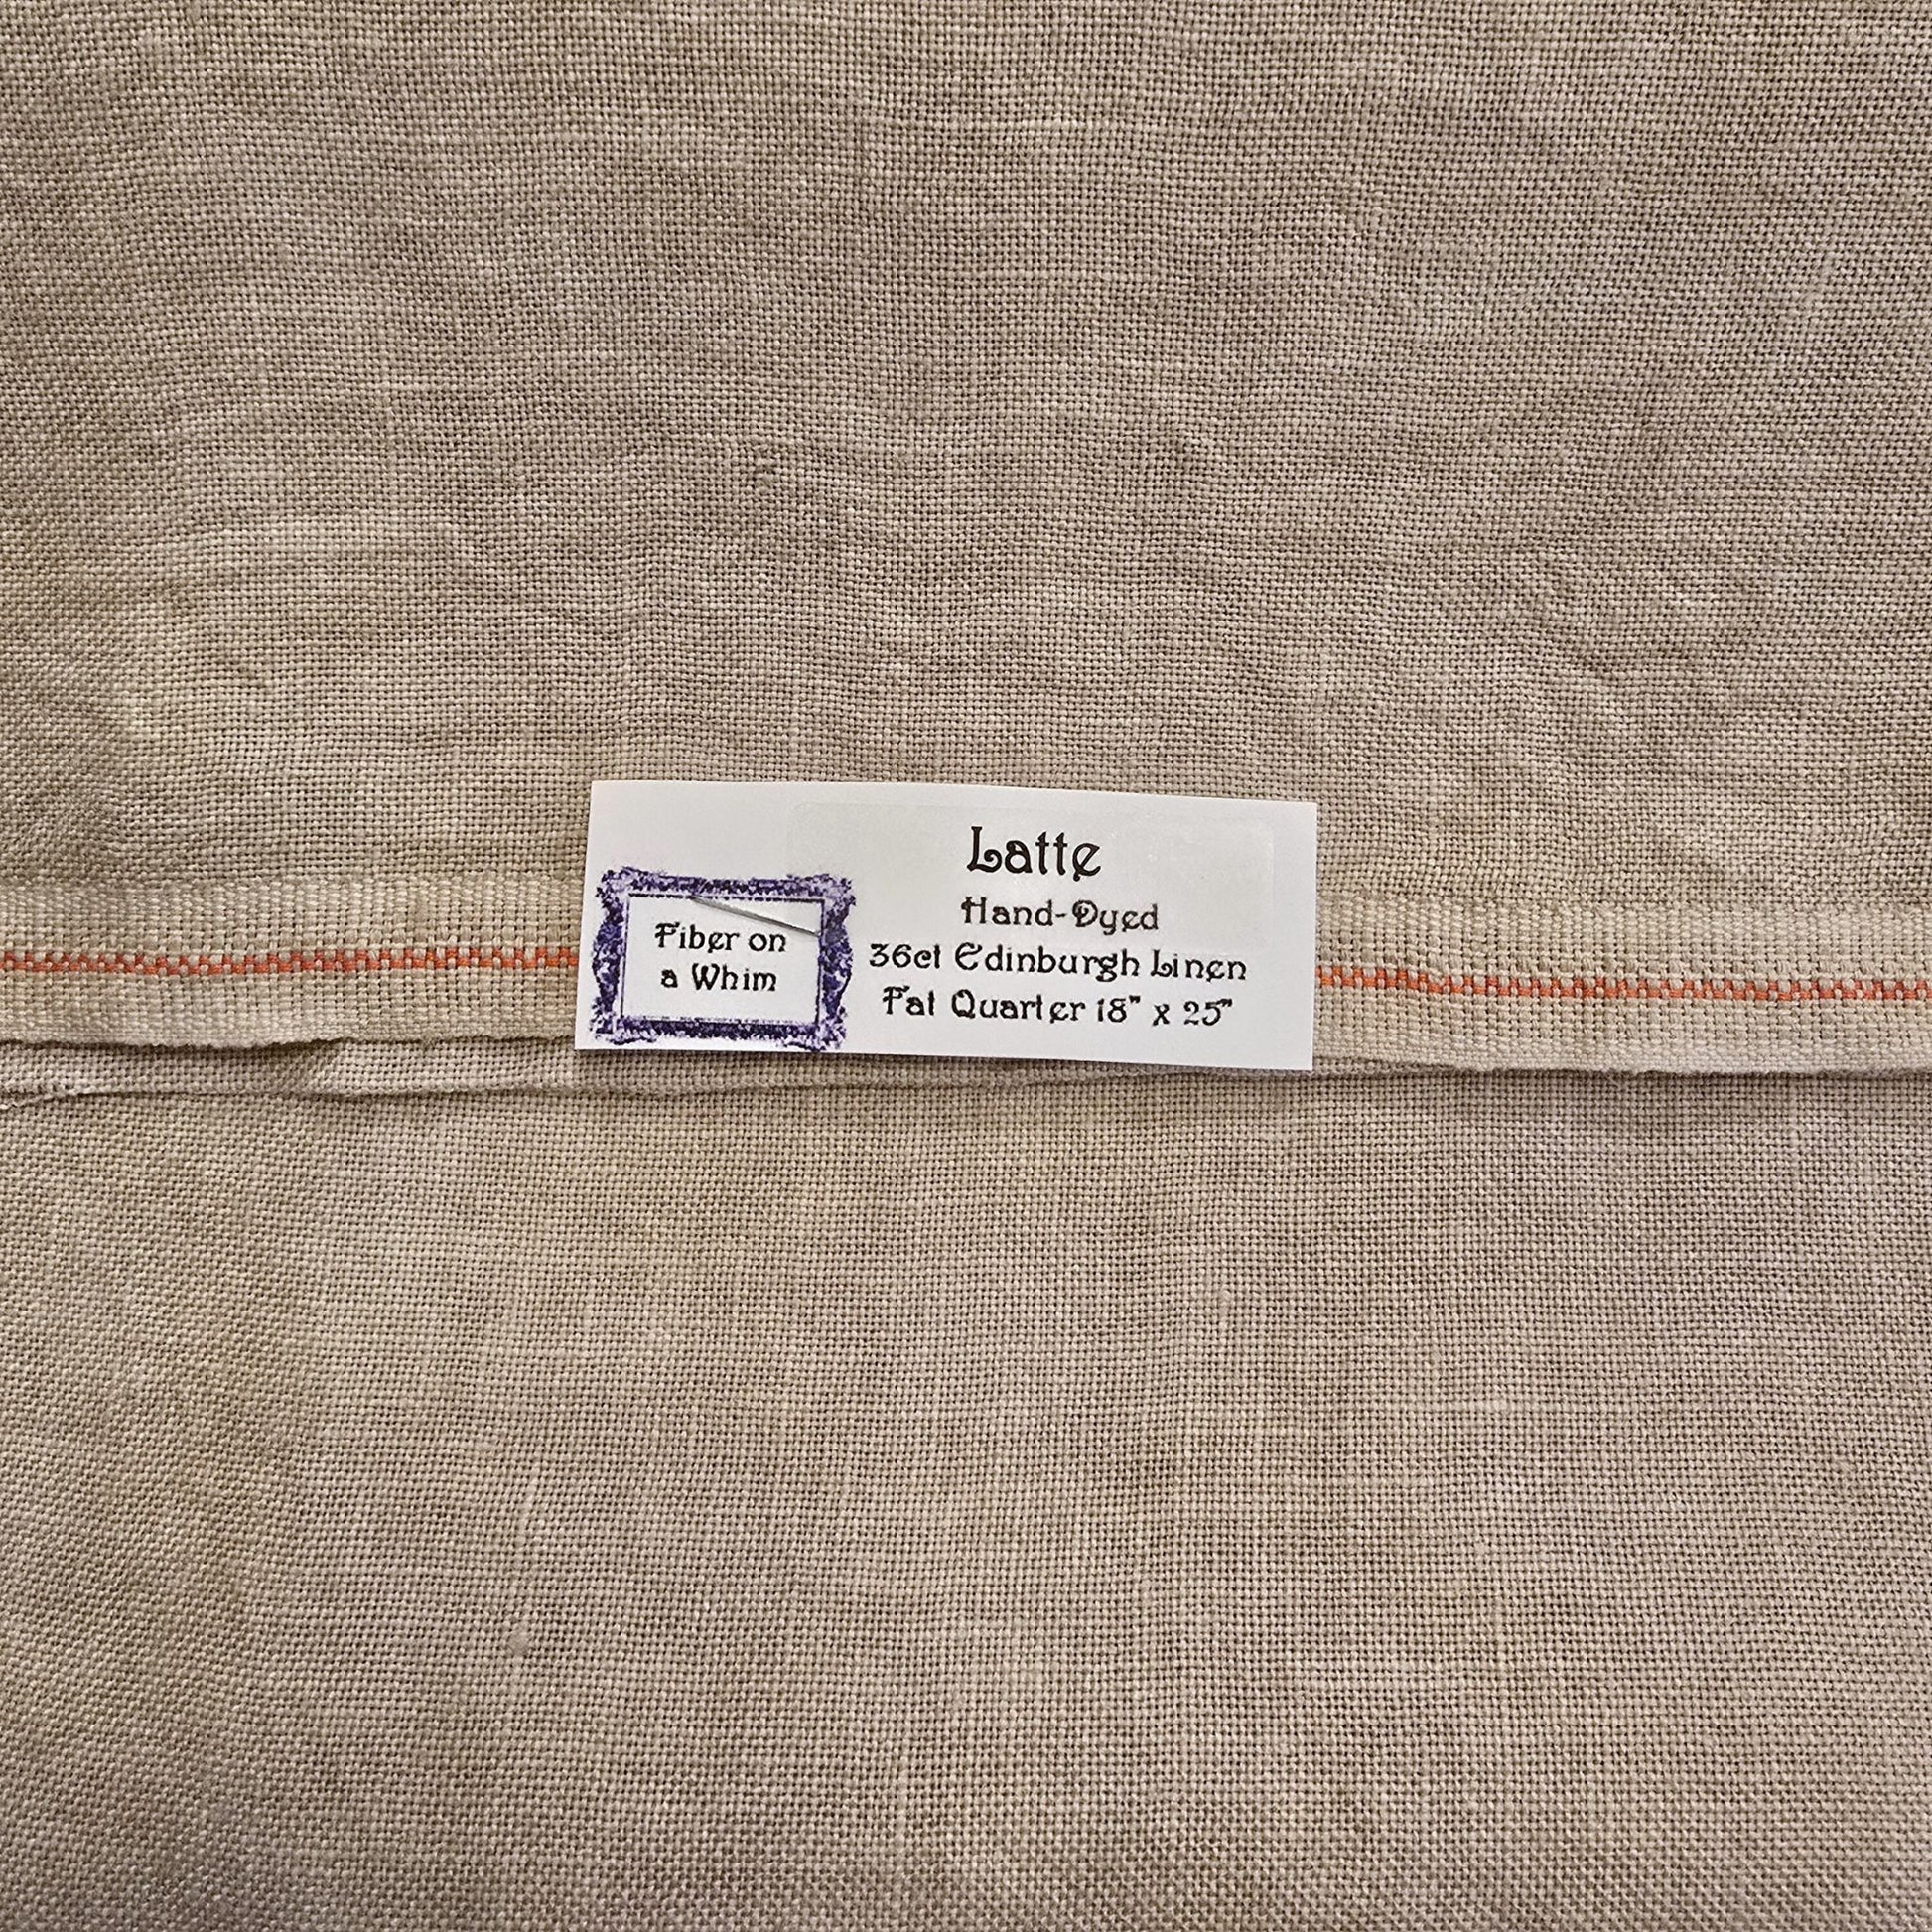 Latte
Hand-Dyed
36ct Edinburgh Linen
Fat Quarter 18" x 25"
Fiber on
a Whim